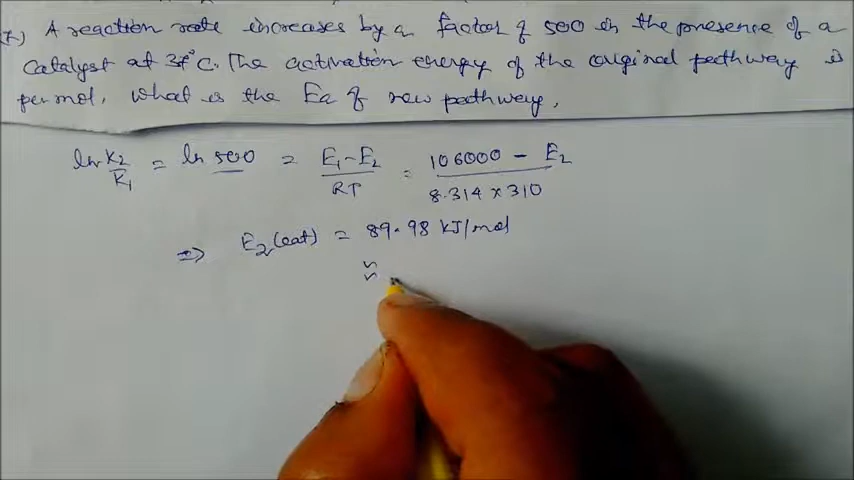 A reaction rate increases by a factor of 500 in the presence of a
catalyst at 37°C. The activation energy of the original pathway is
per mol, what is the Ea of new pathway,
ln K2/K1 = ln 500 = E1-E2/RT = 106000 - E2/8.314 x 310
=> E2(cat) = 89.98 kJ/mol
≈